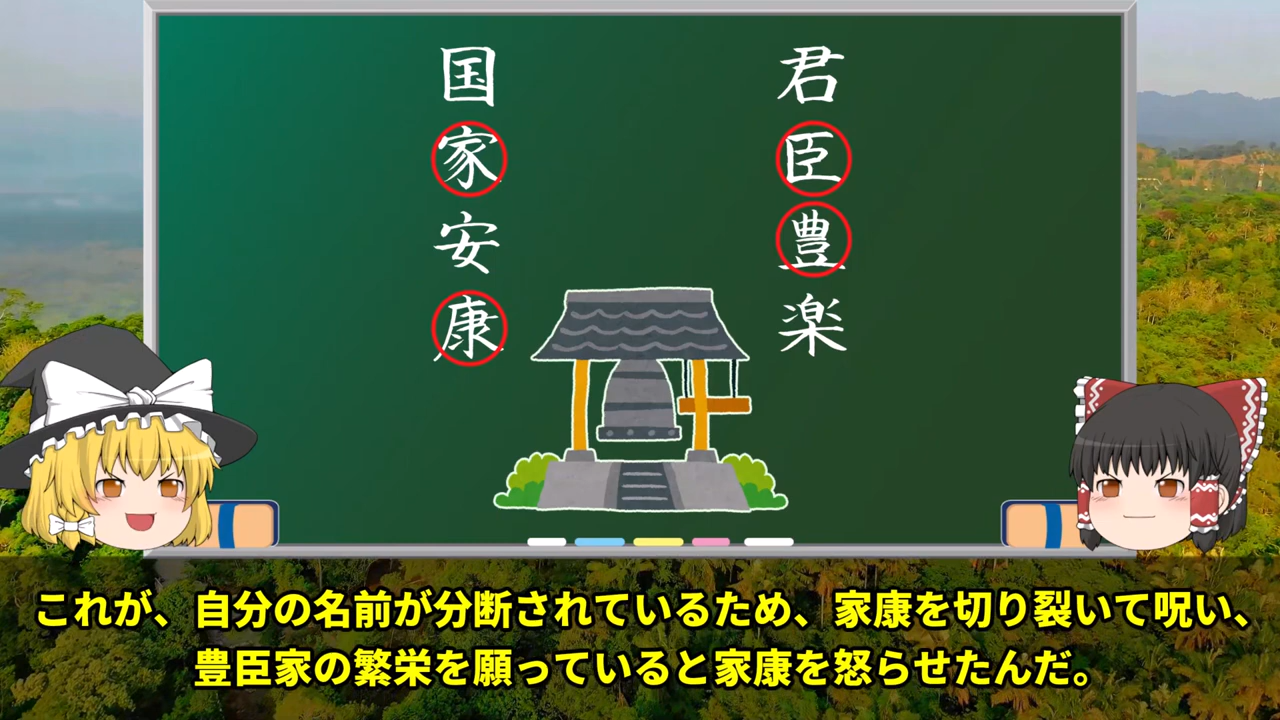 君臣豊楽
国家安康
これが、自分の名前が分断されているため、家康を切り裂いて呪い、
豊臣家の繁栄を願っていると家康を怒らせたんだ。